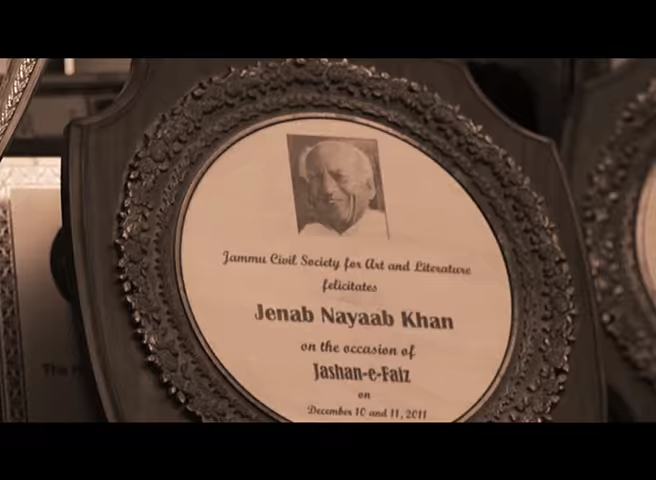 Jammu Civil Society for Art and Literature
felicitates
Jenab Nayaab Khan
on the occasion of
Jashan-e-Faiz
on
December 10 and 11, 2011